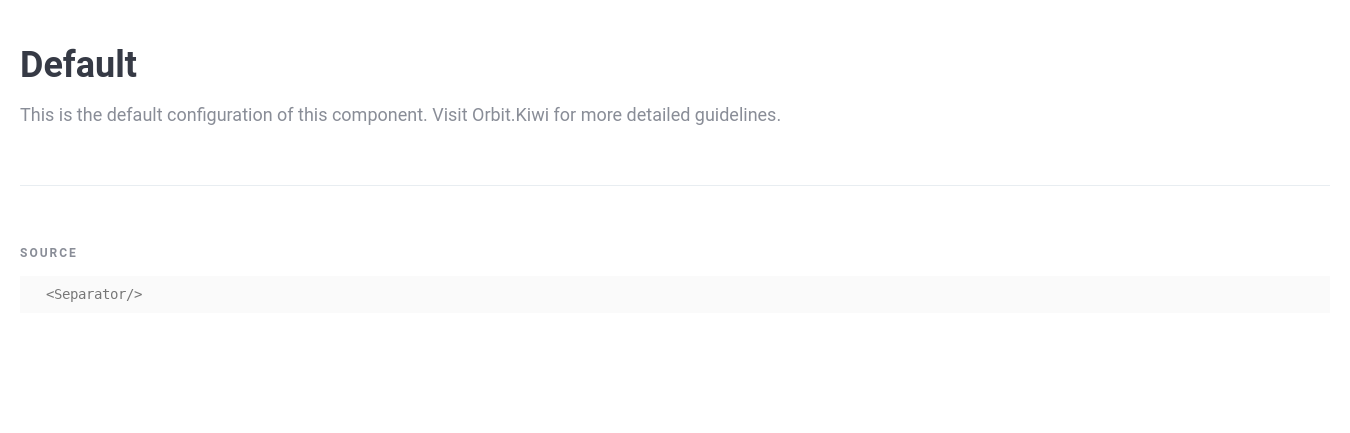 Default
This is the default configuration of this component. Visit Orbit.Kiwi for more detailed guidelines.
SOURCE
<Separator/>